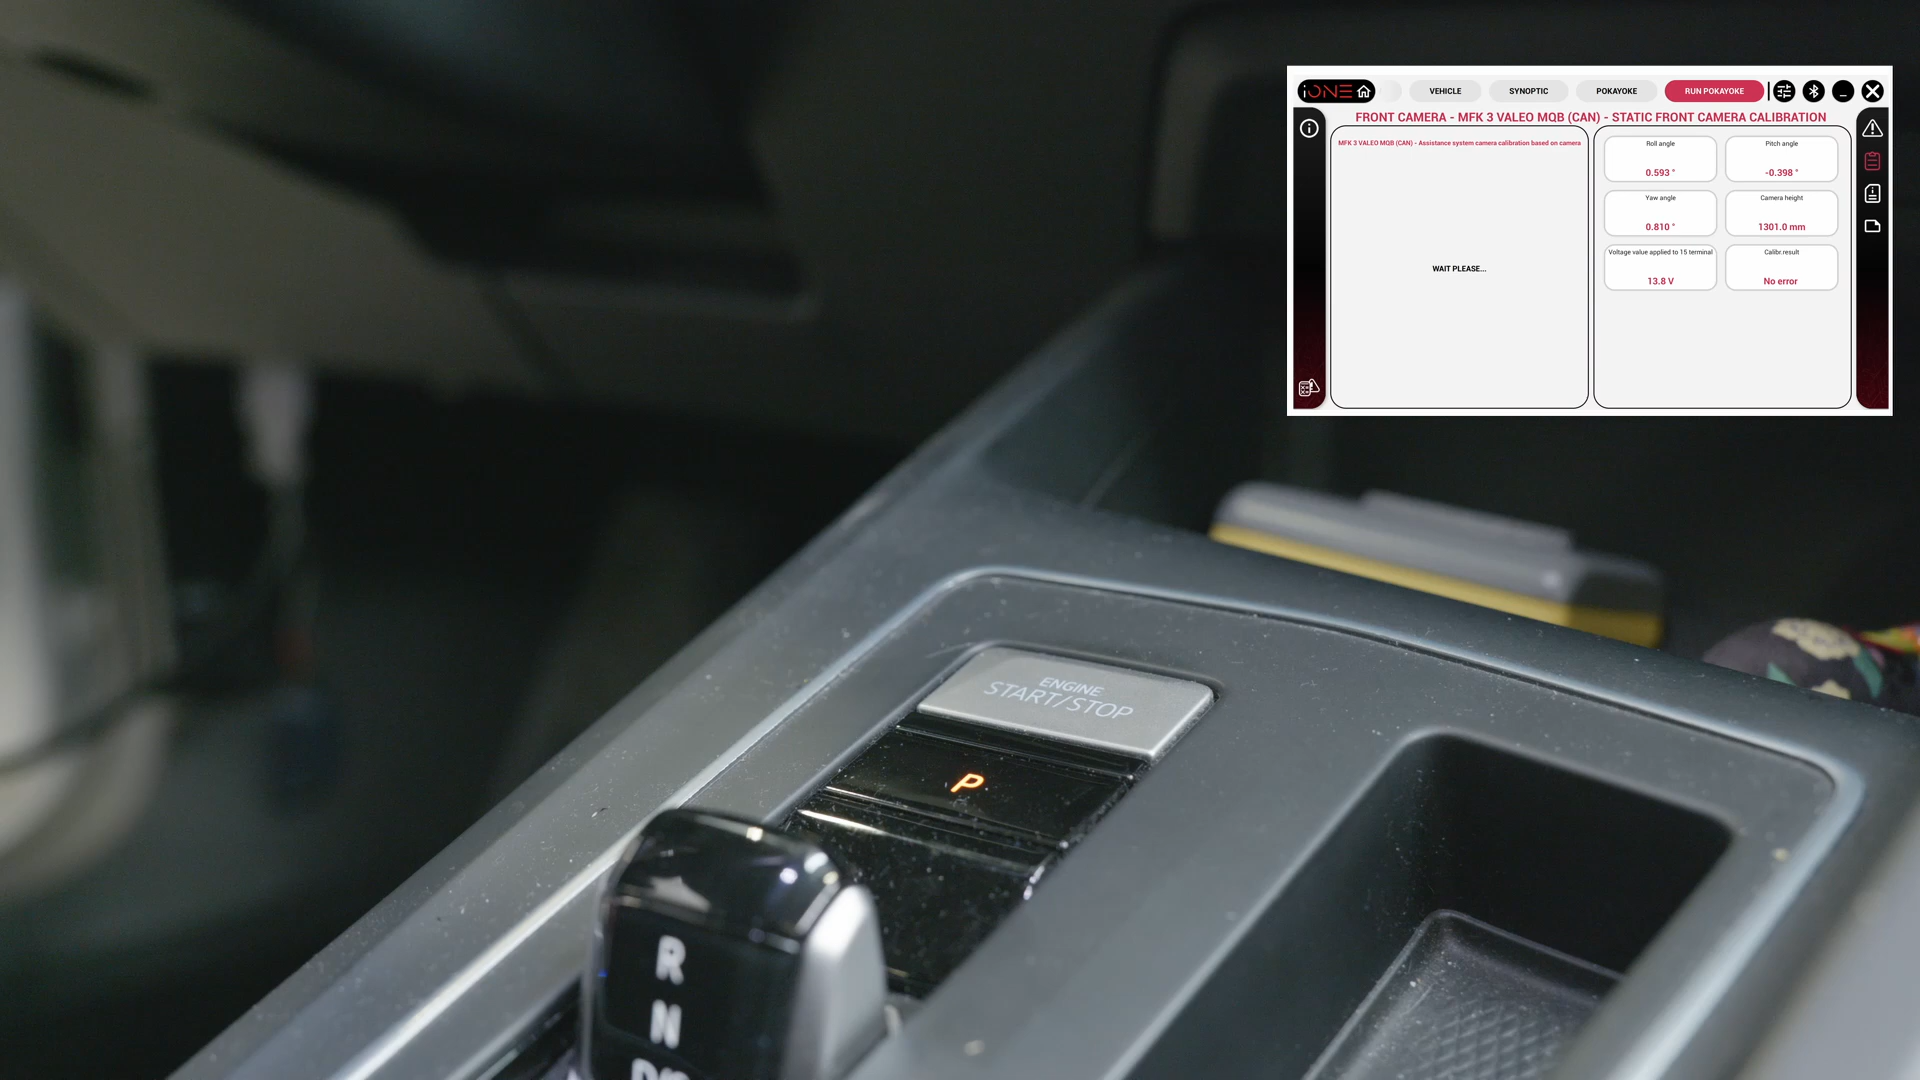 iONE
VEHICLE
SYNOPTIC
POKAYOKE
RUN POKAYOKE
FRONT CAMERA - MFK 3 VALEO MQB (CAN) - STATIC FRONT CAMERA CALIBRATION
MFK 3 VALEO MQB (CAN) - Assistance system camera calibration based on camera
WAIT PLEASE...
Roll angle
0.593 °
Pitch angle
-0.398 °
Yaw angle
0.810 °
Camera height
1301.0 mm
Voltage value applied to 15 terminal
13.8 V
Calibr.result
No error
ENGINE
START/STOP
P
R
N